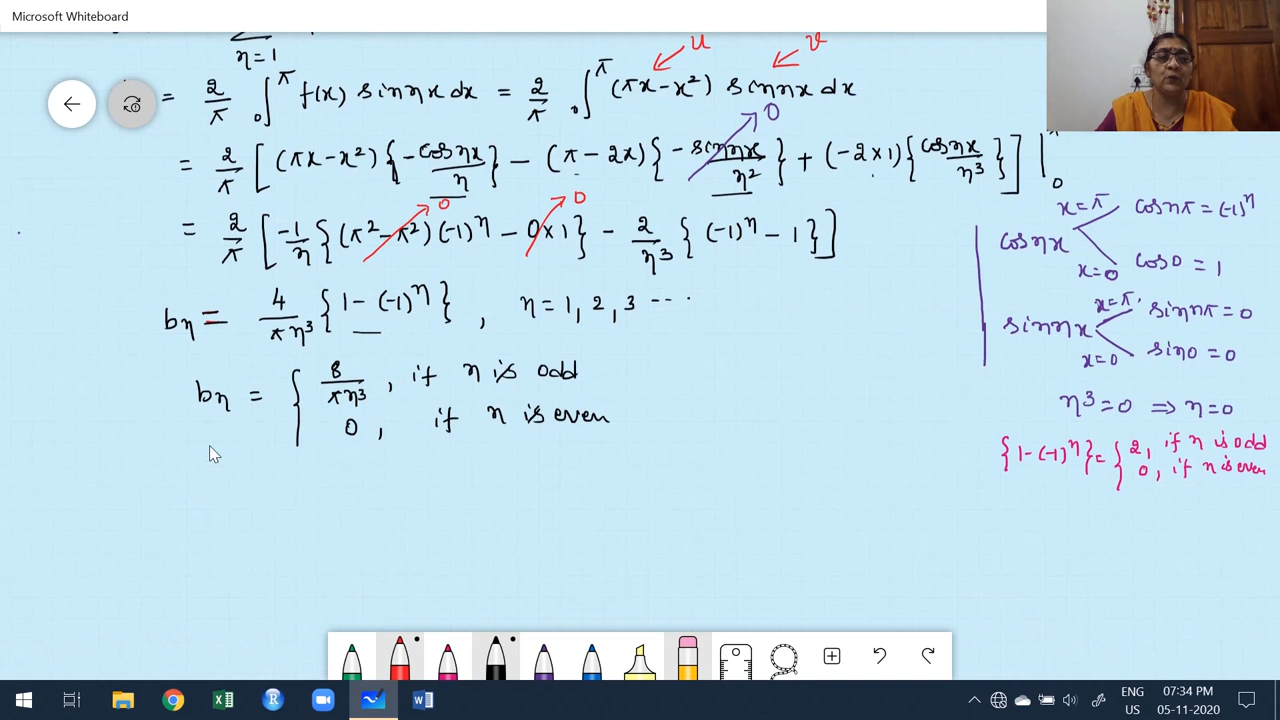 Microsoft Whiteboard
∑ n=1
u v
= 2/π ∫₀^π f(x) sin nx dx = 2/π ∫₀^π (πx − x²) sin nx dx
0
= 2/π [ (πx − x²) { −cos nx / n } − (π − 2x) { −sin nx / n² } + (−2×1) { cos nx / n³ } ] |₀^π
0 0
= 2/π [ −1/n { (π² − π²)(−1)ⁿ − 0×1 } − 2/n³ { (−1)ⁿ − 1 } ]
bn = 4/πn³ { 1 − (−1)ⁿ } , n = 1, 2, 3 ---·
bn = { 8/πn³ , if n is odd
0 , if n is even
x=π cos nπ = (−1)ⁿ
cos nx
x=0 cos 0 = 1
x=π sin nπ = 0
sin nx
x=0 sin 0 = 0
n³ = 0 ⇒ n = 0
{ 1 − (−1)ⁿ } = { 2, if n is odd
0, if n is even
ENG
US
07:34 PM
05-11-2020